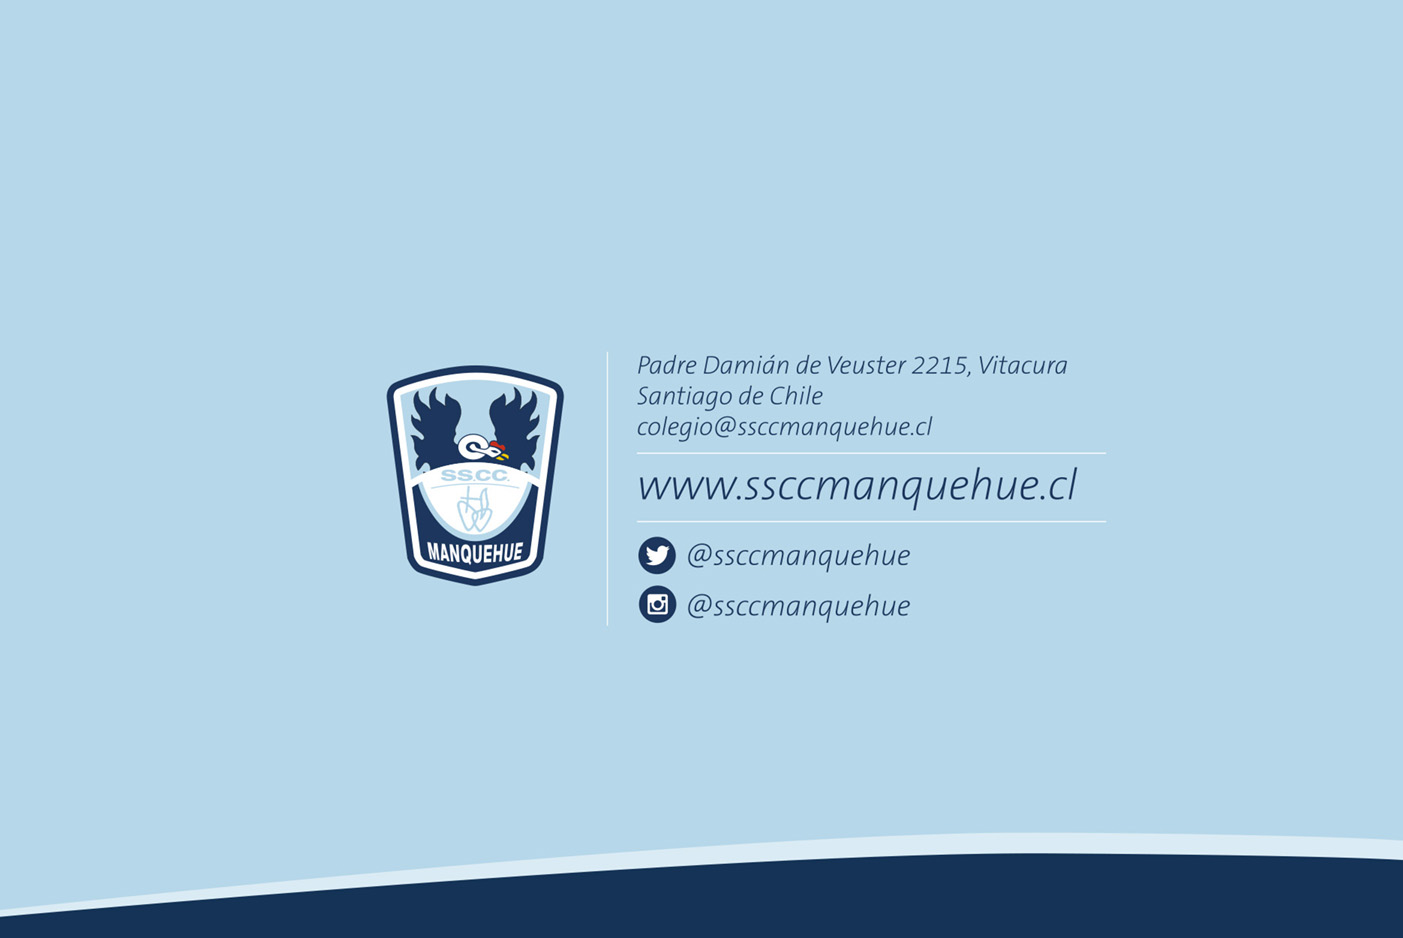 SS.CC.
MANQUEHUE
Padre Damián de Veuster 2215, Vitacura
Santiago de Chile
colegio@ssccmanquehue.cl
www.ssccmanquehue.cl
@ssccmanquehue
@ssccmanquehue